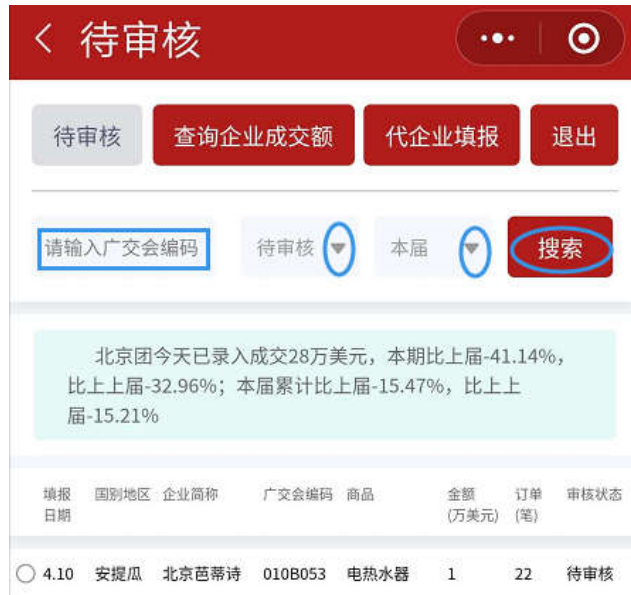 待审核
待审核 查询企业成交额 代企业填报 退出
请输入广交会编码 待审核 本届 搜索
北京团今天已录入成交28万美元，本期比上届-41.14%，
比上上届-32.96%；本届累计比上届-15.47%，比上上
届-15.21%
填报 国别地区 企业简称 广交会编码 商品 金额 订单 审核状态
日期 (万美元) (笔)
4.10 安提瓜 北京芭蒂诗 010B053 电热水器 1 22 待审核